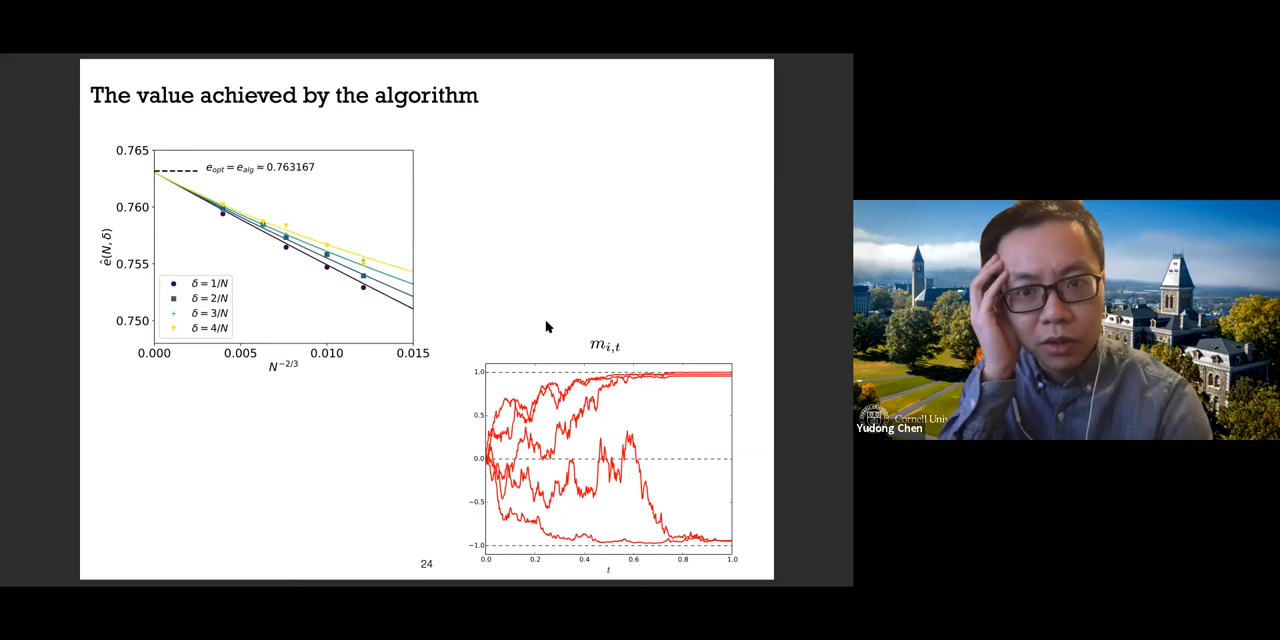 The value achieved by the algorithm
0.765
0.760
0.755
0.750
ê(N, δ)
e_opt = e_alg ≈ 0.763167
δ = 1/N
δ = 2/N
δ = 3/N
δ = 4/N
0.000 0.005 0.010 0.015
N^{-2/3}
m_{i,t}
1.0
0.5
0.0
−0.5
−1.0
0.0 0.2 0.4 0.6 0.8 1.0
t
24
Cornell Univ
Yudong Chen